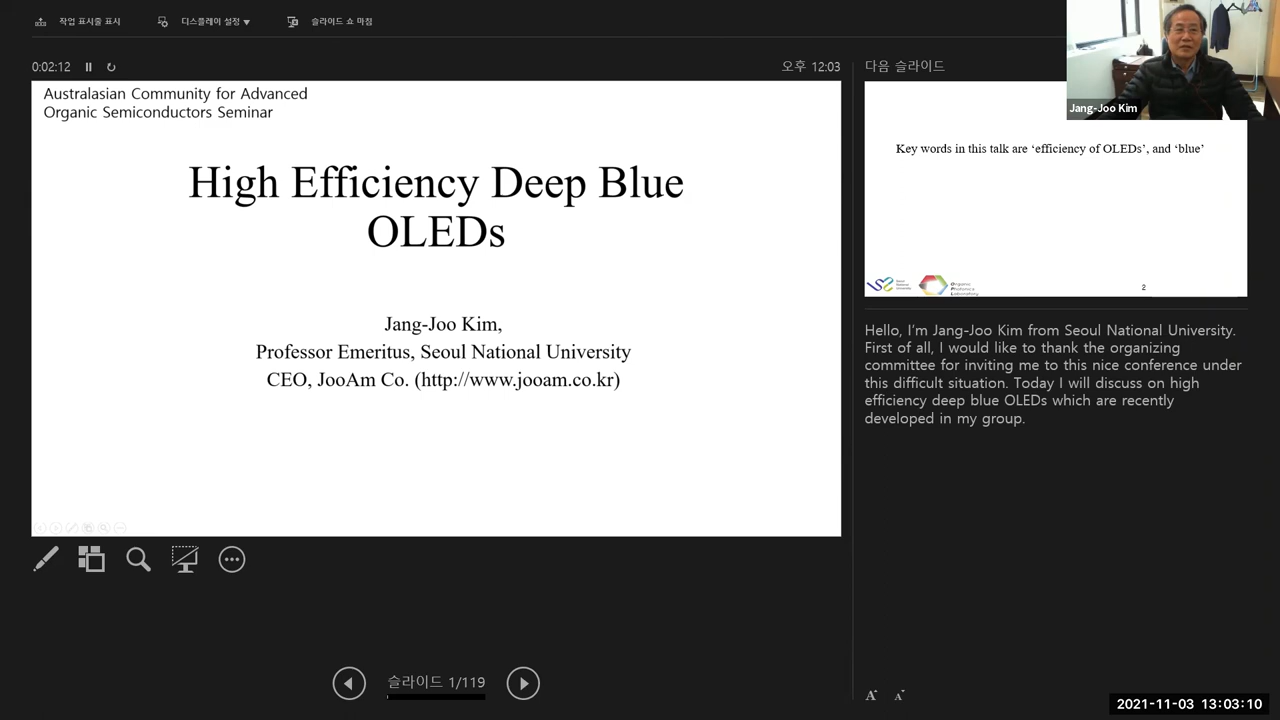 작업 표시줄 표시
디스플레이 설정 ▼
슬라이드 쇼 마침
0:02:12
오후 12:03
다음 슬라이드
Jang-Joo Kim
Australasian Community for Advanced
Organic Semiconductors Seminar
High Efficiency Deep Blue
OLEDs
Jang-Joo Kim,
Professor Emeritus, Seoul National University
CEO, JooAm Co. (http://www.jooam.co.kr)
Key words in this talk are ‘efficiency of OLEDs’, and ‘blue’
Seoul
National
University
Organic
Photonics
Laboratory
2
Hello, I’m Jang-Joo Kim from Seoul National University.
First of all, I would like to thank the organizing
committee for inviting me to this nice conference under
this difficult situation. Today I will discuss on high
efficiency deep blue OLEDs which are recently
developed in my group.
슬라이드 1/119
A A
2021-11-03 13:03:10